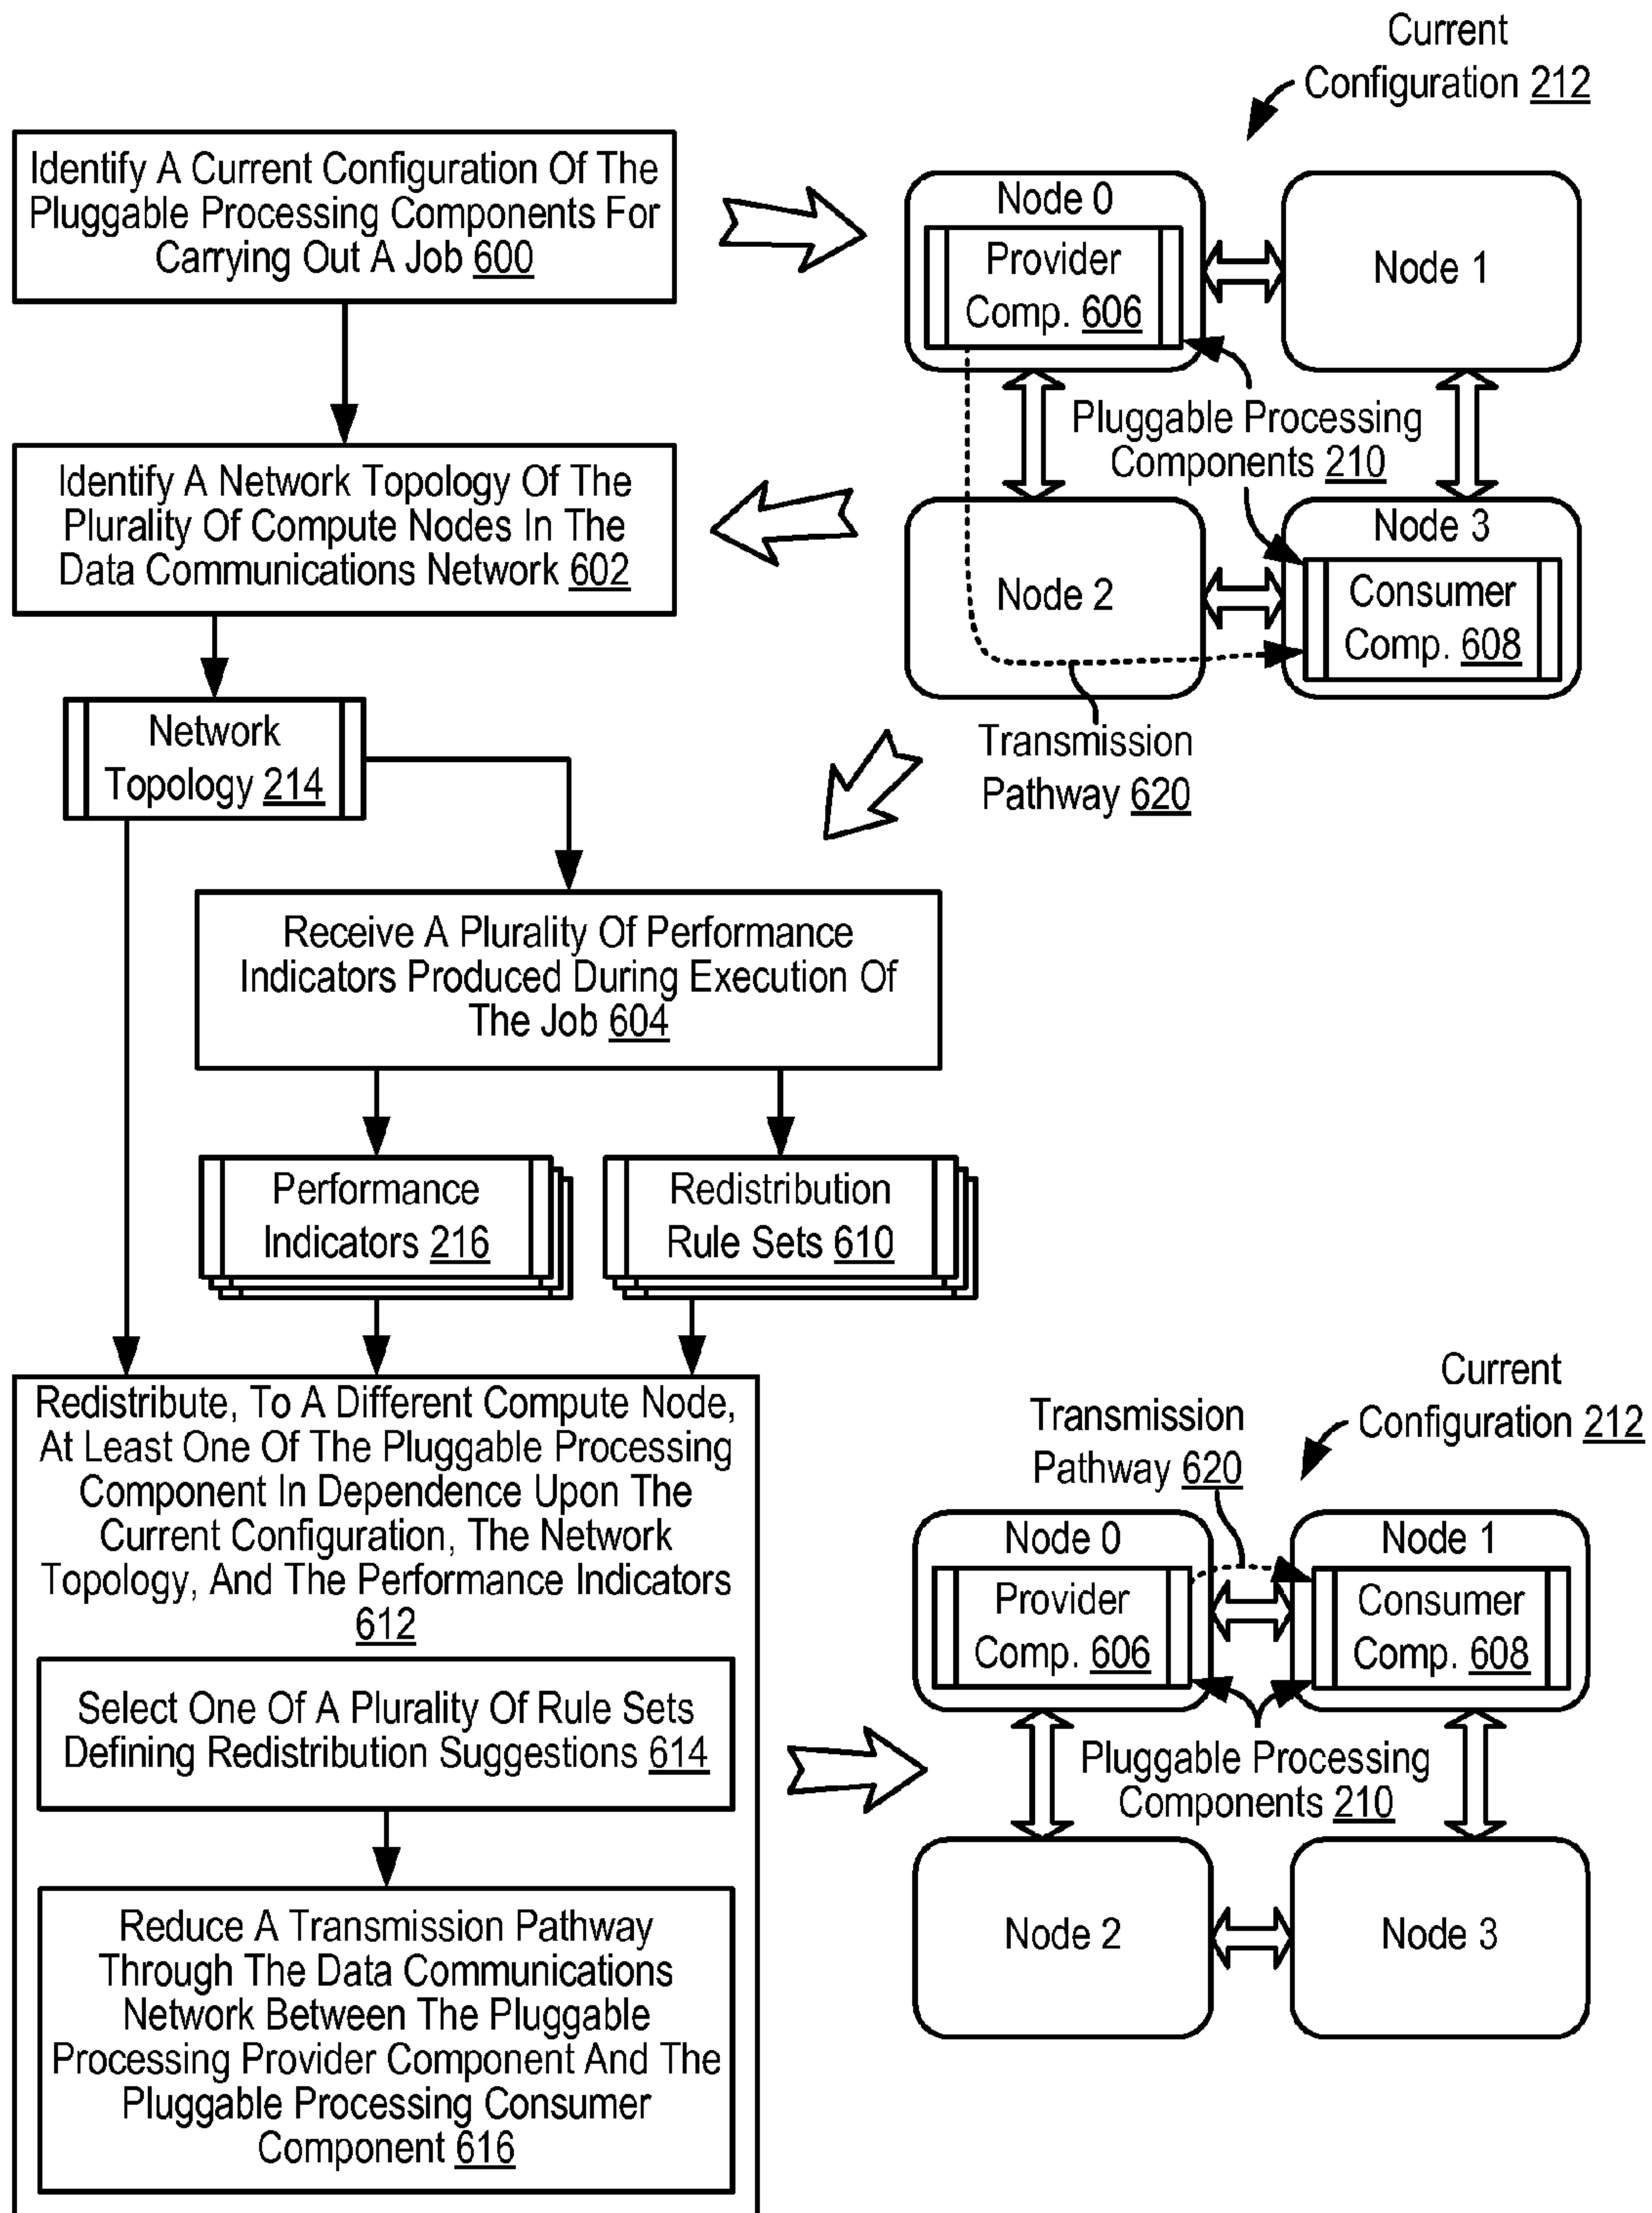 Current
Configuration 212
Identify A Current Configuration Of The
Pluggable Processing Components For
Carrying Out A Job 600
Node 0
Provider
Comp. 606
Node 1
Pluggable Processing
Components 210
Identify A Network Topology Of The
Plurality Of Compute Nodes In The
Data Communications Network 602
Node 2
Node 3
Consumer
Comp. 608
Transmission
Pathway 620
Network
Topology 214
Receive A Plurality Of Performance
Indicators Produced During Execution Of
The Job 604
Performance
Indicators 216
Redistribution
Rule Sets 610
Redistribute, To A Different Compute Node,
At Least One Of The Pluggable Processing
Component In Dependence Upon The
Current Configuration, The Network
Topology, And The Performance Indicators
612
Select One Of A Plurality Of Rule Sets
Defining Redistribution Suggestions 614
Reduce A Transmission Pathway
Through The Data Communications
Network Between The Pluggable
Processing Provider Component And The
Pluggable Processing Consumer
Component 616
Current
Configuration 212
Transmission
Pathway 620
Node 0
Provider
Comp. 606
Node 1
Consumer
Comp. 608
Pluggable Processing
Components 210
Node 2
Node 3